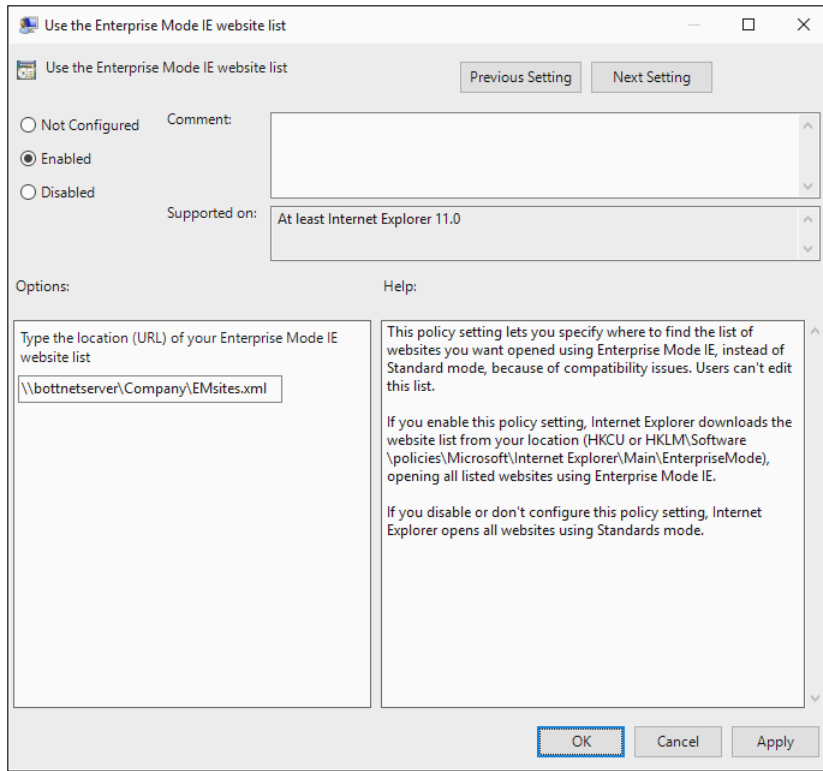 Use the Enterprise Mode IE website list
Use the Enterprise Mode IE website list
Previous Setting
Next Setting
Not Configured
Enabled
Disabled
Comment:
Supported on:
At least Internet Explorer 11.0
Options:
Help:
Type the location (URL) of your Enterprise Mode IE
website list
\\bottnetserver\Company\EMsites.xml
This policy setting lets you specify where to find the list of
websites you want opened using Enterprise Mode IE, instead of
Standard mode, because of compatibility issues. Users can't edit
this list.
If you enable this policy setting, Internet Explorer downloads the
website list from your location (HKCU or HKLM\Software
\policies\Microsoft\Internet Explorer\Main\EnterpriseMode),
opening all listed websites using Enterprise Mode IE.
If you disable or don't configure this policy setting, Internet
Explorer opens all websites using Standards mode.
OK
Cancel
Apply